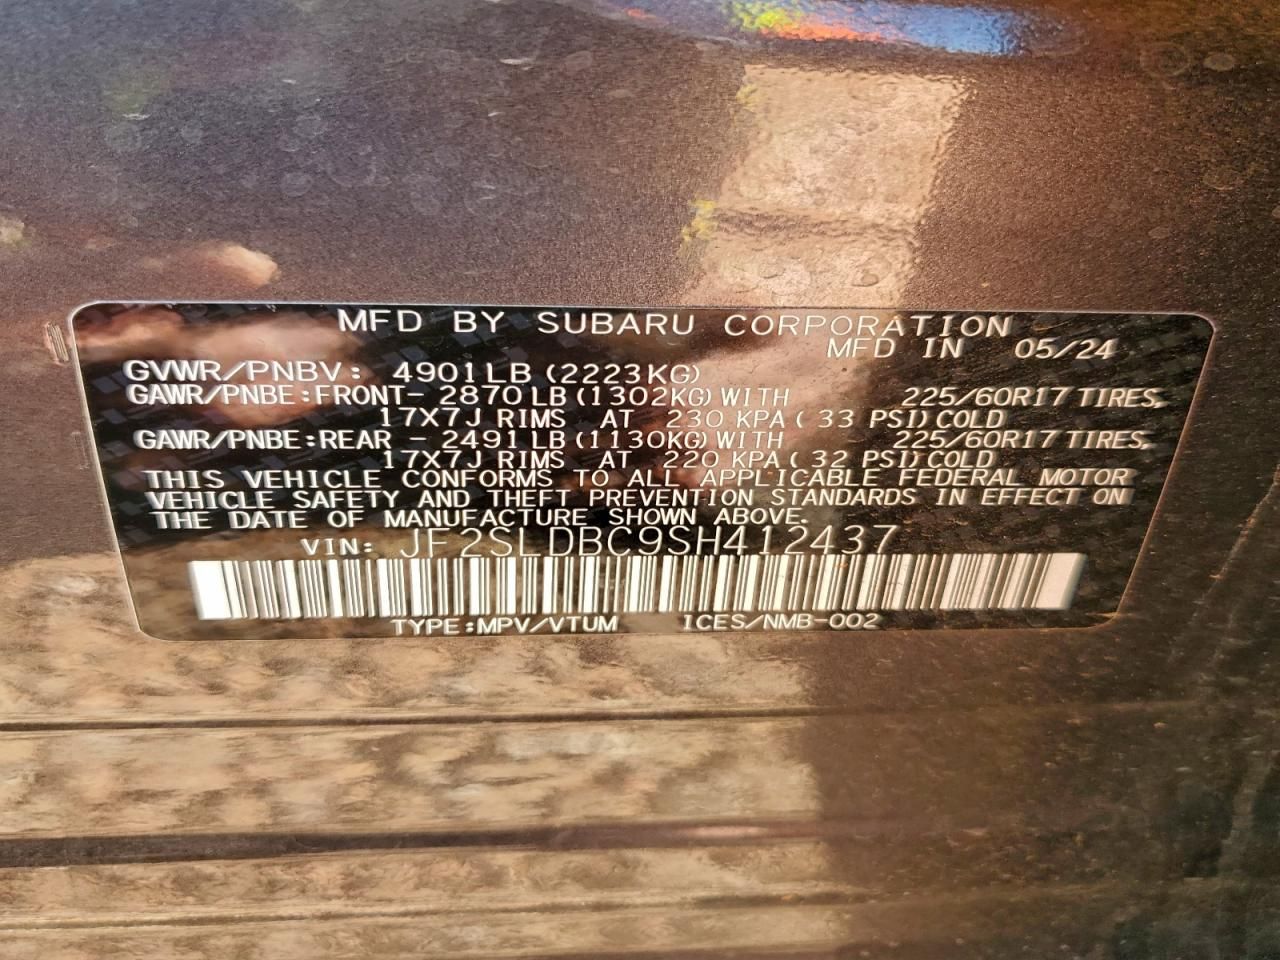 MFD BY SUBARU CORPORATION
MFD IN 05/24
GVWR/PNBV: 4901LB (2223KG)
GAWR/PNBE:FRONT- 2870LB(1302KG)WITH 225/60R17 TIRES,
17X7J RIMS AT 230 KPA( 33 PSI)COLD
GAWR/PNBE:REAR - 2491LB(1130KG)WITH 225/60R17 TIRES,
17X7J RIMS AT 220 KPA( 32 PSI)COLD
THIS VEHICLE CONFORMS TO ALL APPLICABLE FEDERAL MOTOR
VEHICLE SAFETY AND THEFT PREVENTION STANDARDS IN EFFECT ON
THE DATE OF MANUFACTURE SHOWN ABOVE.
VIN: JF2SLDBC9SH412437
TYPE:MPV/VTUM ICES/NMB-002